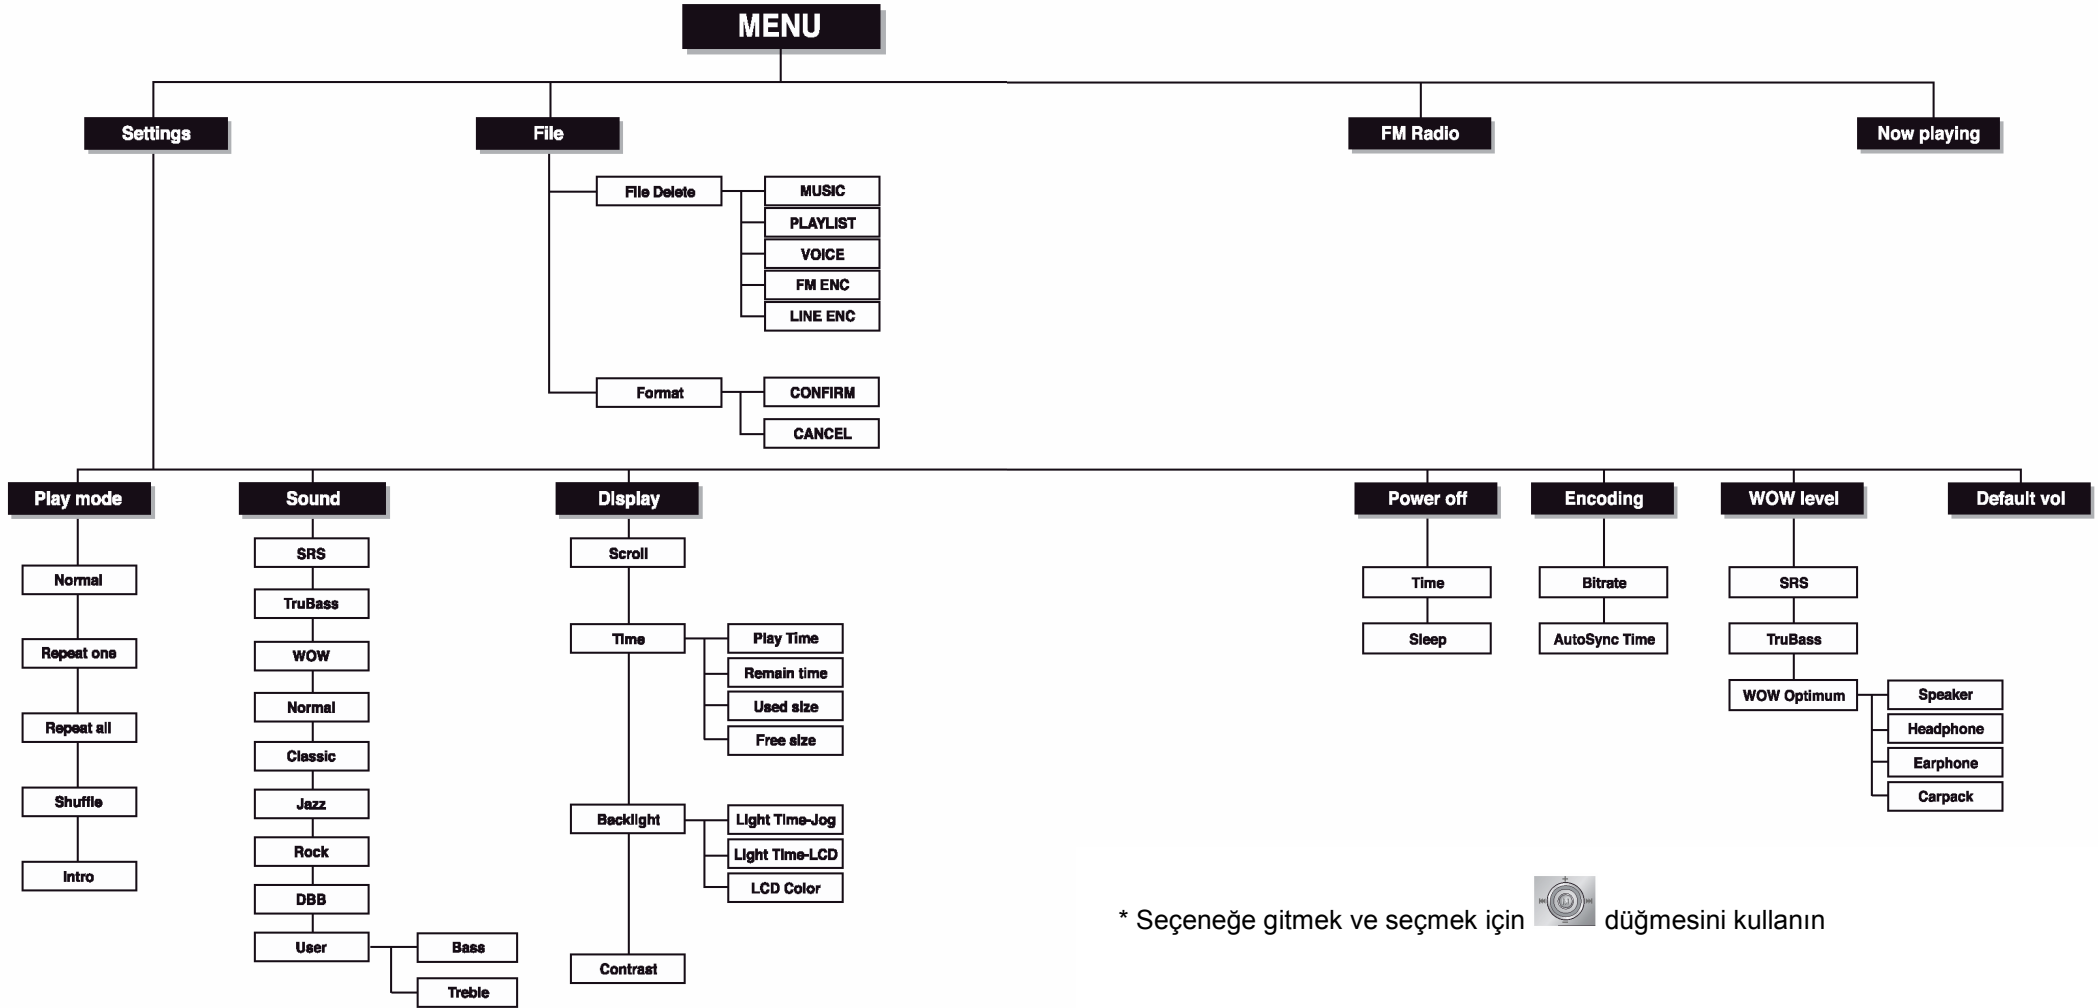 MENU
Settings
File
FM Radio
Now playing
File Delete
MUSIC
PLAYLIST
VOICE
FM ENC
LINE ENC
Format
CONFIRM
CANCEL
Play mode
Normal
Repeat one
Repeat all
Shuffle
Intro
Sound
SRS
TruBass
WOW
Normal
Classic
Jazz
Rock
DBB
User
Bass
Treble
Display
Scroll
Time
Play Time
Remain time
Used size
Free size
Backlight
Light Time-Jog
Light Time-LCD
LCD Color
Contrast
Power off
Time
Sleep
Encoding
Bitrate
AutoSync Time
WOW level
SRS
TruBass
WOW Optimum
Speaker
Headphone
Earphone
Carpack
Default vol
* Seçeneğe gitmek ve seçmek için düğmesini kullanın